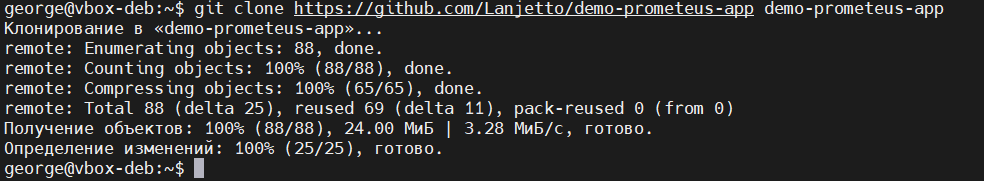 george@vbox-deb:~$ git clone https://github.com/Lanjetto/demo-prometeus-app demo-prometeus-app
Клонирование в «demo-prometeus-app»...
remote: Enumerating objects: 88, done.
remote: Counting objects: 100% (88/88), done.
remote: Compressing objects: 100% (65/65), done.
remote: Total 88 (delta 25), reused 69 (delta 11), pack-reused 0 (from 0)
Получение объектов: 100% (88/88), 24.00 МиБ | 3.28 МиБ/с, готово.
Определение изменений: 100% (25/25), готово.
george@vbox-deb:~$